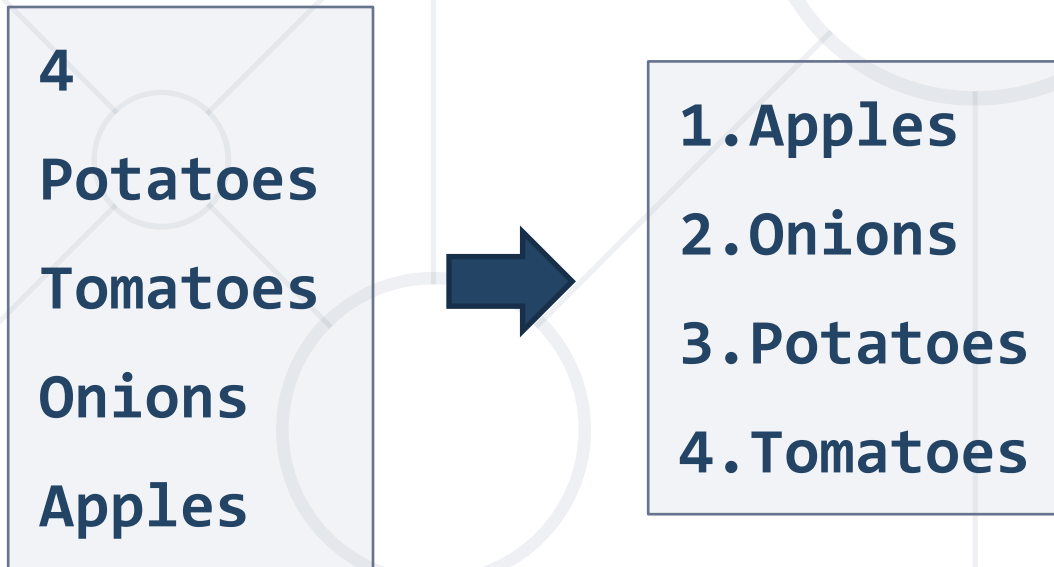 4
Potatoes
Tomatoes
Onions
Apples
1.Apples
2.Onions
3.Potatoes
4.Tomatoes